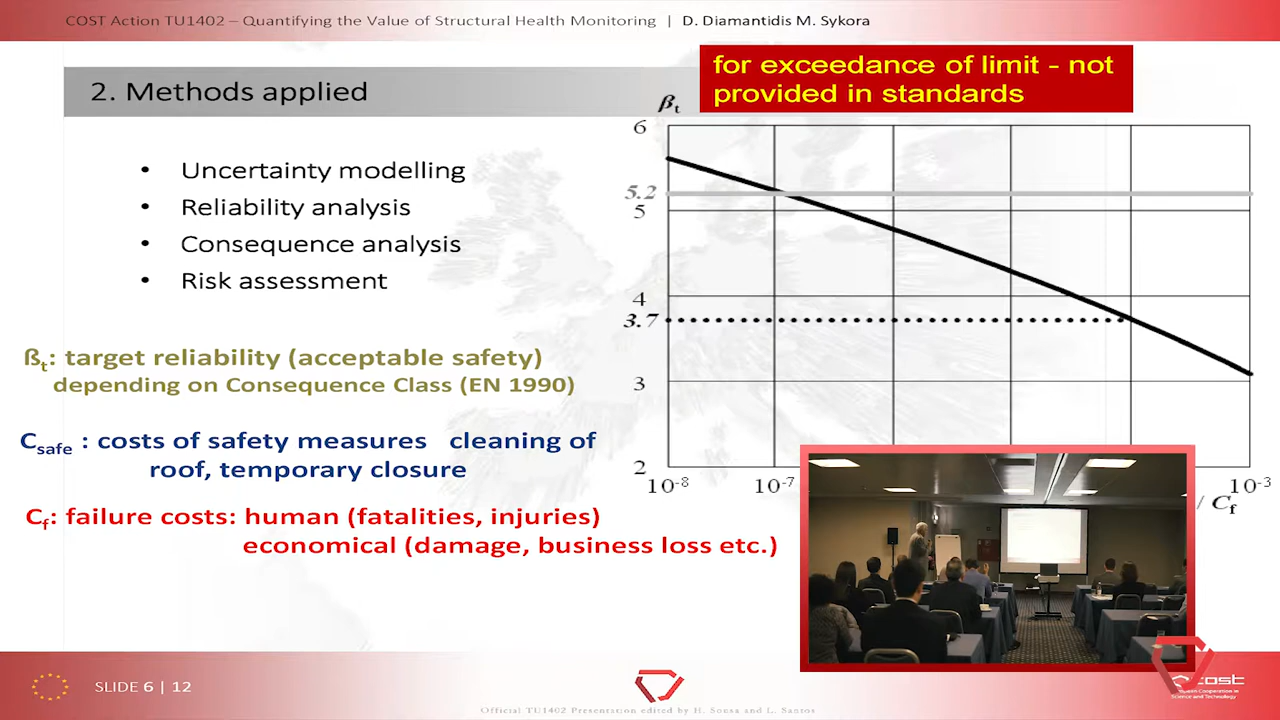 COST Action TU1402 – Quantifying the Value of Structural Health Monitoring | D. Diamantidis M. Sykora
for exceedance of limit - not
provided in standards
2. Methods applied
• Uncertainty modelling
• Reliability analysis
• Consequence analysis
• Risk assessment
βt
6
5.2
5
4
3.7
3
2
10-8
10-7
10-3
/ Cf
ßt: target reliability (acceptable safety)
depending on Consequence Class (EN 1990)
Csafe : costs of safety measures cleaning of
roof, temporary closure
Cf: failure costs: human (fatalities, injuries)
economical (damage, business loss etc.)
SLIDE 6 | 12
cost
Official TU1402 Presentation edited by H. Sousa and L. Santos